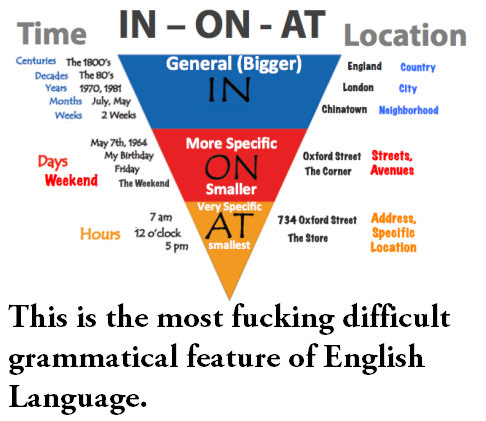 Time
IN – ON - AT
Location
Centuries The 1800's
Decades The 80's
Years 1970, 1981
Months July, May
Weeks 2 Weeks
General (Bigger)
IN
England Country
London City
Chinatown Neighborhood
May 7th, 1964
My Birthday
Days Friday
Weekend The Weekend
More Specific
ON
Smaller
Oxford Street Streets,
The Corner Avenues
7 am
Hours 12 o'clock
5 pm
Very Specific
AT
smallest
734 Oxford Street Address,
The Store Specific
Location
This is the most fucking difficult
grammatical feature of English
Language.